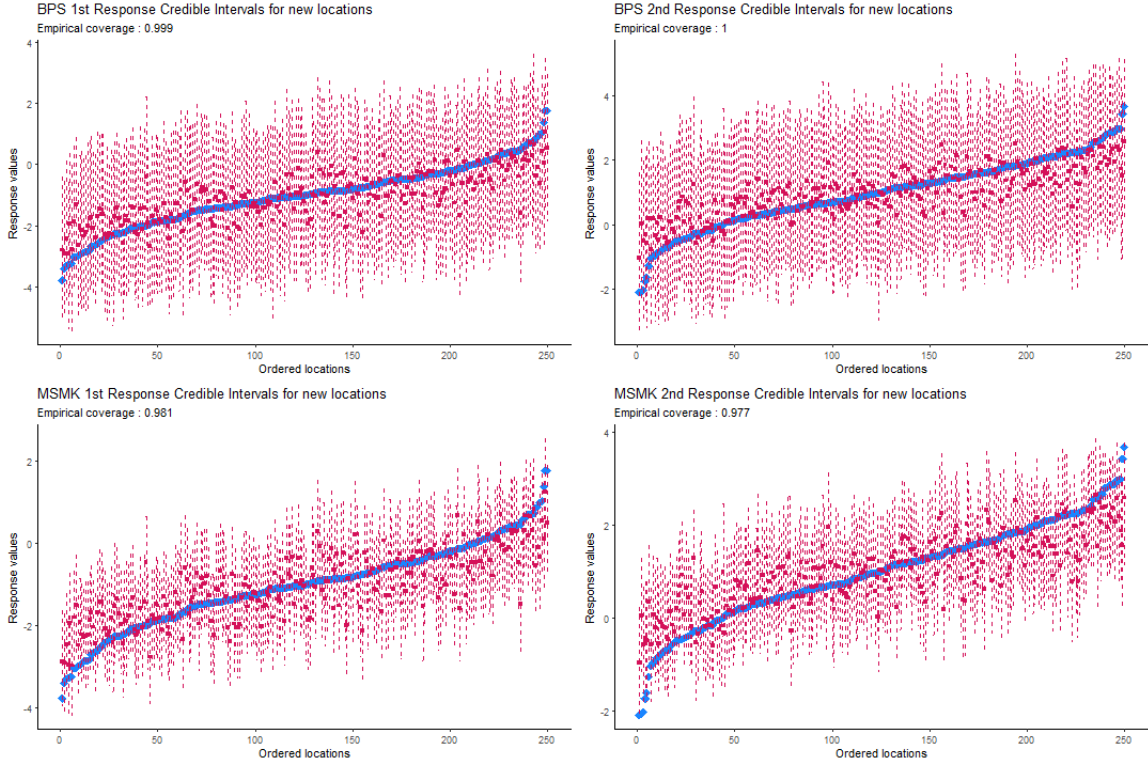 BPS 1st Response Credible Intervals for new locations
Empirical coverage : 0.999
4
2
0
-2
-4
Response values
0 50 100 150 200 250
Ordered locations
BPS 2nd Response Credible Intervals for new locations
Empirical coverage : 1
4
2
0
-2
Response values
0 50 100 150 200 250
Ordered locations
MSMK 1st Response Credible Intervals for new locations
Empirical coverage : 0.981
2
0
-2
-4
Response values
0 50 100 150 200 250
Ordered locations
MSMK 2nd Response Credible Intervals for new locations
Empirical coverage : 0.977
4
2
0
-2
Response values
0 50 100 150 200 250
Ordered locations